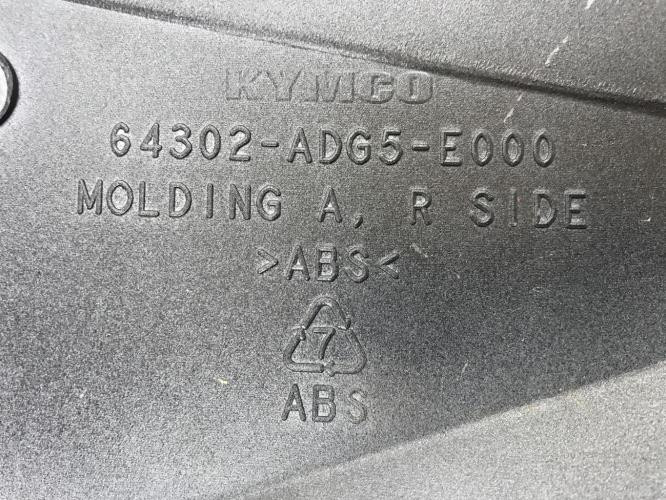 KYMCO
64302-ADG5-E000
MOLDING A, R SIDE
>ABS<
7
ABS